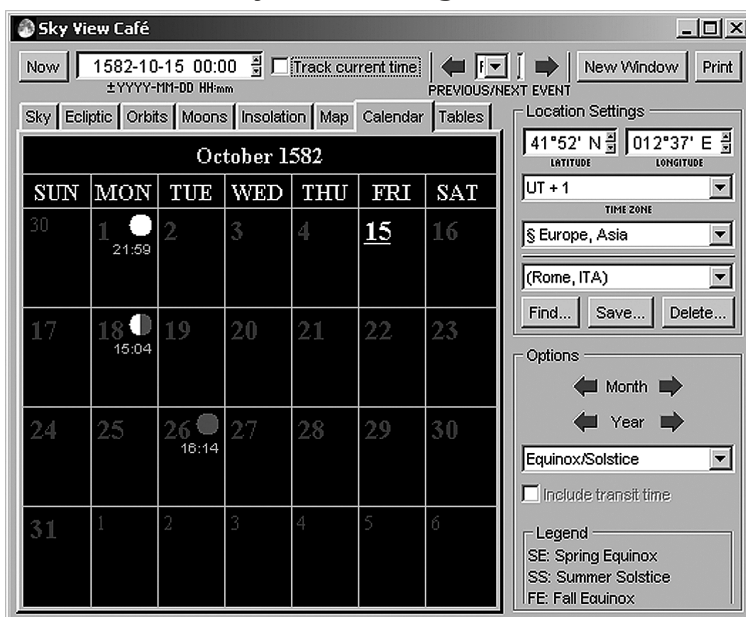 Sky View Café
Now 1582-10-15 00:00 Track current time New Window Print
±YYYY-MM-DD HH:mm PREVIOUS/NEXT EVENT
Sky Ecliptic Orbits Moons Insolation Map Calendar Tables
October 1582
SUN MON TUE WED THU FRI SAT
30 1 2 3 4 15 16
21:59
17 18 19 20 21 22 23
15:04
24 25 26 27 28 29 30
16:14
31 1 2 3 4 5 6
Location Settings
41°52' N 012°37' E
LATITUDE LONGITUDE
UT + 1
TIME ZONE
§ Europe, Asia
(Rome, ITA)
Find... Save... Delete...
Options
Month
Year
Equinox/Solstice
Include transit time
Legend
SE: Spring Equinox
SS: Summer Solstice
FE: Fall Equinox